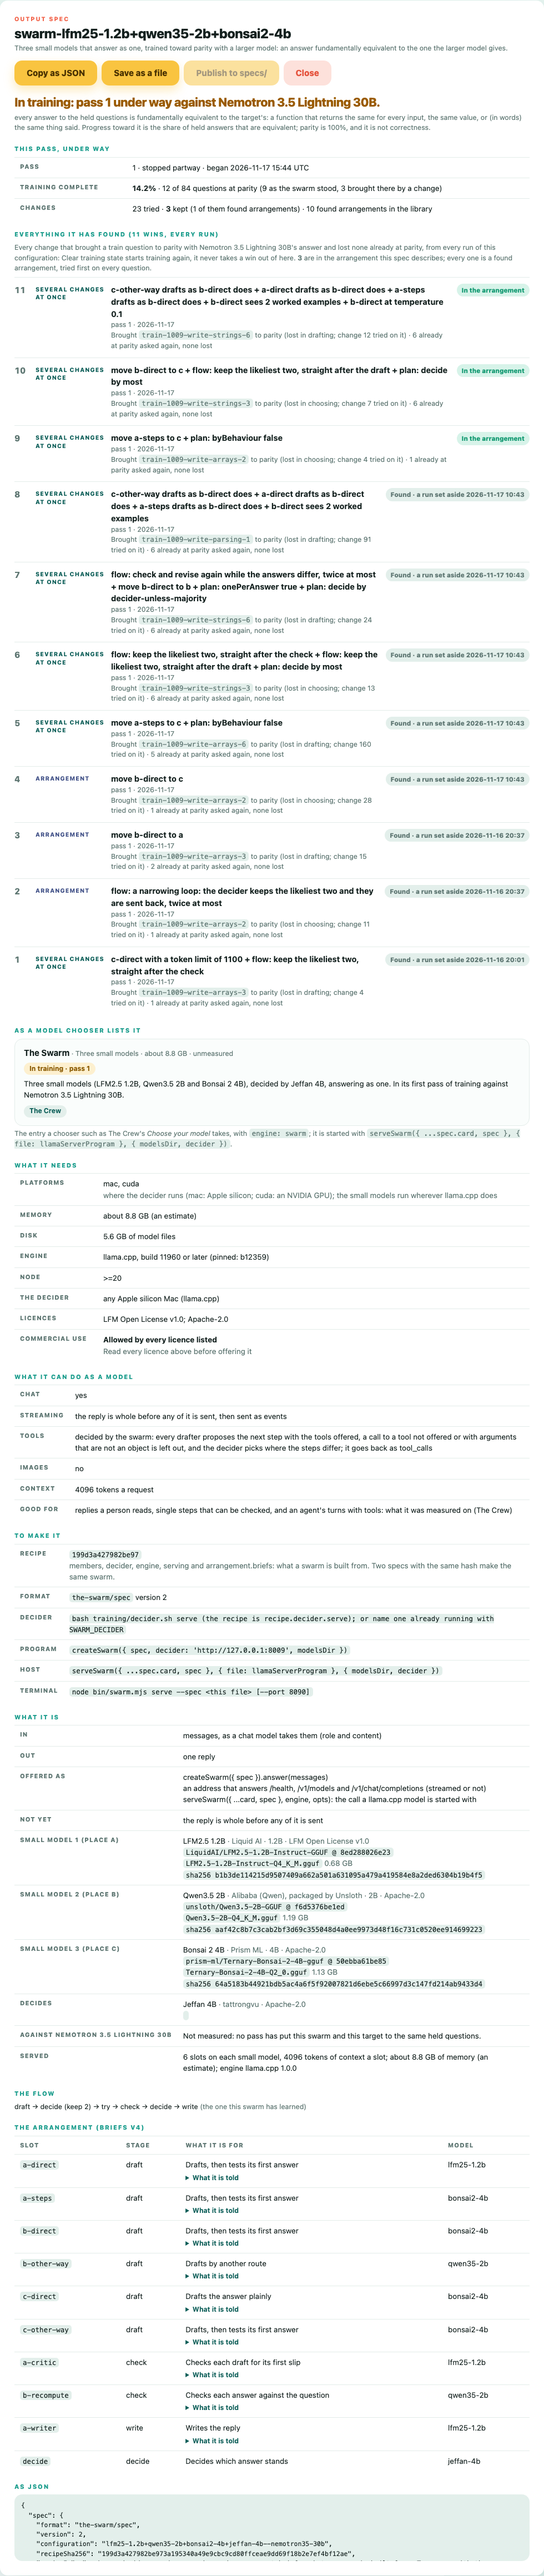 OUTPUT SPEC
swarm-lfm25-1.2b+qwen35-2b+bonsai2-4b
Three small models that answer as one, trained toward parity with a larger model: an answer fundamentally equivalent to the one the larger model gives.
Copy as JSON
Save as a file
Publish to specs/
Close
In training: pass 1 under way against Nemotron 3.5 Lightning 30B.
every answer to the held questions is fundamentally equivalent to the target's: a function that returns the same for every input, the same value, or (in words)
the same thing said. Progress toward it is the share of held answers that are equivalent; parity is 100%, and it is not correctness.
THIS PASS, UNDER WAY
PASS
1 · stopped partway · began 2026-11-17 15:44 UTC
TRAINING COMPLETE
14.2% · 12 of 84 questions at parity (9 as the swarm stood, 3 brought there by a change)
CHANGES
23 tried · 3 kept (1 of them found arrangements) · 10 found arrangements in the library
EVERYTHING IT HAS FOUND (11 WINS, EVERY RUN)
Every change that brought a train question to parity with Nemotron 3.5 Lightning 30B's answer and lost none already at parity, from every run of this
configuration: Clear training state starts training again, it never takes a win out of here. 3 are in the arrangement this spec describes; every one is a found
arrangement, tried first on every question.
11 SEVERAL CHANGES AT ONCE
c-other-way drafts as b-direct does + a-direct drafts as b-direct does + a-steps
drafts as b-direct does + b-direct sees 2 worked examples + b-direct at temperature
0.1
In the arrangement
pass 1 · 2026-11-17
Brought train-1009-write-strings-6 to parity (lost in drafting; change 12 tried on it) · 6 already
at parity asked again, none lost
10 SEVERAL CHANGES AT ONCE
move b-direct to c + flow: keep the likeliest two, straight after the draft + plan: decide
by most
In the arrangement
pass 1 · 2026-11-17
Brought train-1009-write-strings-3 to parity (lost in choosing; change 7 tried on it) · 6 already
at parity asked again, none lost
9 SEVERAL CHANGES AT ONCE
move a-steps to c + plan: byBehaviour false
In the arrangement
pass 1 · 2026-11-17
Brought train-1009-write-arrays-2 to parity (lost in choosing; change 4 tried on it) · 1 already at
parity asked again, none lost
8 SEVERAL CHANGES AT ONCE
c-other-way drafts as b-direct does + a-direct drafts as b-direct
does + a-steps drafts as b-direct does + b-direct sees 2 worked
examples
Found · a run set aside 2026-11-17 10:43
pass 1 · 2026-11-17
Brought train-1009-write-parsing-1 to parity (lost in drafting; change 91
tried on it) · 6 already at parity asked again, none lost
7 SEVERAL CHANGES AT ONCE
flow: check and revise again while the answers differ, twice at most
+ move b-direct to b + plan: onePerAnswer true + plan: decide by
decider-unless-majority
Found · a run set aside 2026-11-17 10:43
pass 1 · 2026-11-17
Brought train-1009-write-strings-6 to parity (lost in drafting; change 24
tried on it) · 6 already at parity asked again, none lost
6 SEVERAL CHANGES AT ONCE
flow: keep the likeliest two, straight after the check + flow: keep the
likeliest two, straight after the draft + plan: decide by most
Found · a run set aside 2026-11-17 10:43
pass 1 · 2026-11-17
Brought train-1009-write-strings-3 to parity (lost in choosing; change 13
tried on it) · 6 already at parity asked again, none lost
5 SEVERAL CHANGES AT ONCE
move a-steps to c + plan: byBehaviour false
Found · a run set aside 2026-11-17 10:43
pass 1 · 2026-11-17
Brought train-1009-write-arrays-6 to parity (lost in drafting; change 160
tried on it) · 5 already at parity asked again, none lost
4 ARRANGEMENT
move b-direct to c
Found · a run set aside 2026-11-17 10:43
pass 1 · 2026-11-17
Brought train-1009-write-arrays-2 to parity (lost in choosing; change 28
tried on it) · 1 already at parity asked again, none lost
3 ARRANGEMENT
move b-direct to a
Found · a run set aside 2026-11-16 20:37
pass 1 · 2026-11-17
Brought train-1009-write-arrays-3 to parity (lost in drafting; change 15
tried on it) · 2 already at parity asked again, none lost
2 ARRANGEMENT
flow: a narrowing loop: the decider keeps the likeliest two and they
are sent back, twice at most
Found · a run set aside 2026-11-16 20:37
pass 1 · 2026-11-17
Brought train-1009-write-arrays-2 to parity (lost in choosing; change 11
tried on it) · 1 already at parity asked again, none lost
1 SEVERAL CHANGES AT ONCE
c-direct with a token limit of 1100 + flow: keep the likeliest two,
straight after the check
Found · a run set aside 2026-11-16 20:01
pass 1 · 2026-11-17
Brought train-1009-write-arrays-3 to parity (lost in drafting; change 4
tried on it) · 1 already at parity asked again, none lost
AS A MODEL CHOOSER LISTS IT
The Swarm · Three small models · about 8.8 GB · unmeasured
In training · pass 1
Three small models (LFM2.5 1.2B, Qwen3.5 2B and Bonsai 2 4B), decided by Jeffan 4B, answering as one. In its first pass of training against
Nemotron 3.5 Lightning 30B.
The Crew
The entry a chooser such as The Crew's Choose your model takes, with engine: swarm; it is started with serveSwarm({ ...spec.card, spec }, {
file: llamaServerProgram }, { modelsDir, decider }).
WHAT IT NEEDS
PLATFORMS
mac, cuda
where the decider runs (mac: Apple silicon; cuda: an NVIDIA GPU); the small models run wherever llama.cpp does
MEMORY
about 8.8 GB (an estimate)
DISK
5.6 GB of model files
ENGINE
llama.cpp, build 11960 or later (pinned: b12359)
NODE
>=20
THE DECIDER
any Apple silicon Mac (llama.cpp)
LICENCES
LFM Open License v1.0; Apache-2.0
COMMERCIAL USE
Allowed by every licence listed
Read every licence above before offering it
WHAT IT CAN DO AS A MODEL
CHAT
yes
STREAMING
the reply is whole before any of it is sent, then sent as events
TOOLS
decided by the swarm: every drafter proposes the next step with the tools offered, a call to a tool not offered or with arguments
that are not an object is left out, and the decider picks where the steps differ; it goes back as tool_calls
IMAGES
no
CONTEXT
4096 tokens a request
GOOD FOR
replies a person reads, single steps that can be checked, and an agent's turns with tools: what it was measured on (The Crew)
TO MAKE IT
RECIPE
199d3a427982be97
members, decider, engine, serving and arrangement.briefs: what a swarm is built from. Two specs with the same hash make the
same swarm.
FORMAT
the-swarm/spec version 2
DECIDER
bash training/decider.sh serve (the recipe is recipe.decider.serve); or name one already running with
SWARM_DECIDER
PROGRAM
createSwarm({ spec, decider: 'http://127.0.0.1:8009', modelsDir })
HOST
serveSwarm({ ...spec.card, spec }, { file: llamaServerProgram }, { modelsDir, decider })
TERMINAL
node bin/swarm.mjs serve --spec <this file> [--port 8090]
WHAT IT IS
IN
messages, as a chat model takes them (role and content)
OUT
one reply
OFFERED AS
createSwarm({ spec }).answer(messages)
an address that answers /health, /v1/models and /v1/chat/completions (streamed or not)
serveSwarm({ ...card, spec }, engine, opts): the call a llama.cpp model is started with
NOT YET
the reply is whole before any of it is sent
SMALL MODEL 1 (PLACE A)
LFM2.5 1.2B · Liquid AI · 1.2B · LFM Open License v1.0
LiquidAI/LFM2.5-1.2B-Instruct-GGUF @ 8ed288026e23
LFM2.5-1.2B-Instruct-Q4_K_M.gguf 0.68 GB
sha256 b1b3de114215d9507409a662a501a631095a479a419584e8a2ded6304b19b4f5
SMALL MODEL 2 (PLACE B)
Qwen3.5 2B · Alibaba (Qwen), packaged by Unsloth · 2B · Apache-2.0
unsloth/Qwen3.5-2B-GGUF @ f6d5376be1ed
Qwen3.5-2B-Q4_K_M.gguf 1.19 GB
sha256 aaf42c8b7c3cab2bf3d69c355048d4a0ee9973d48f16c731c0520ee914699223
SMALL MODEL 3 (PLACE C)
Bonsai 2 4B · Prism ML · 4B · Apache-2.0
prism-ml/Ternary-Bonsai-2-4B-gguf @ 50ebba61be85
Ternary-Bonsai-2-4B-Q2_0.gguf 1.13 GB
sha256 64a5183b44921bdb5ac4a6f5f92007821d6ebe5c66997d3c147fd214ab9433d4
DECIDES
Jeffan 4B · tattrongvu · Apache-2.0
AGAINST NEMOTRON 3.5 LIGHTNING 30B
Not measured: no pass has put this swarm and this target to the same held questions.
SERVED
6 slots on each small model, 4096 tokens of context a slot; about 8.8 GB of memory (an
estimate); engine llama.cpp 1.0.0
THE FLOW
draft → decide (keep 2) → try → check → decide → write (the one this swarm has learned)
THE ARRANGEMENT (BRIEFS V4)
SLOT STAGE WHAT IT IS FOR MODEL
a-direct draft Drafts, then tests its first answer lfm25-1.2b
▶ What it is told
a-steps draft Drafts, then tests its first answer bonsai2-4b
▶ What it is told
b-direct draft Drafts, then tests its first answer bonsai2-4b
▶ What it is told
b-other-way draft Drafts by another route qwen35-2b
▶ What it is told
c-direct draft Drafts the answer plainly bonsai2-4b
▶ What it is told
c-other-way draft Drafts, then tests its first answer bonsai2-4b
▶ What it is told
a-critic check Checks each draft for its first slip lfm25-1.2b
▶ What it is told
b-recompute check Checks each answer against the question qwen35-2b
▶ What it is told
a-writer write Writes the reply lfm25-1.2b
▶ What it is told
decide decide Decides which answer stands jeffan-4b
AS JSON
{
"spec": {
"format": "the-swarm/spec",
"version": 2,
"configuration": "lfm25-1.2b+qwen35-2b+bonsai2-4b+jeffan-4b--nemotron35-30b",
"recipeSha256": "199d3a427982be973a195340a49e9cbc9cd80ffceae9dd69f18b2e7ef4bf12ae",